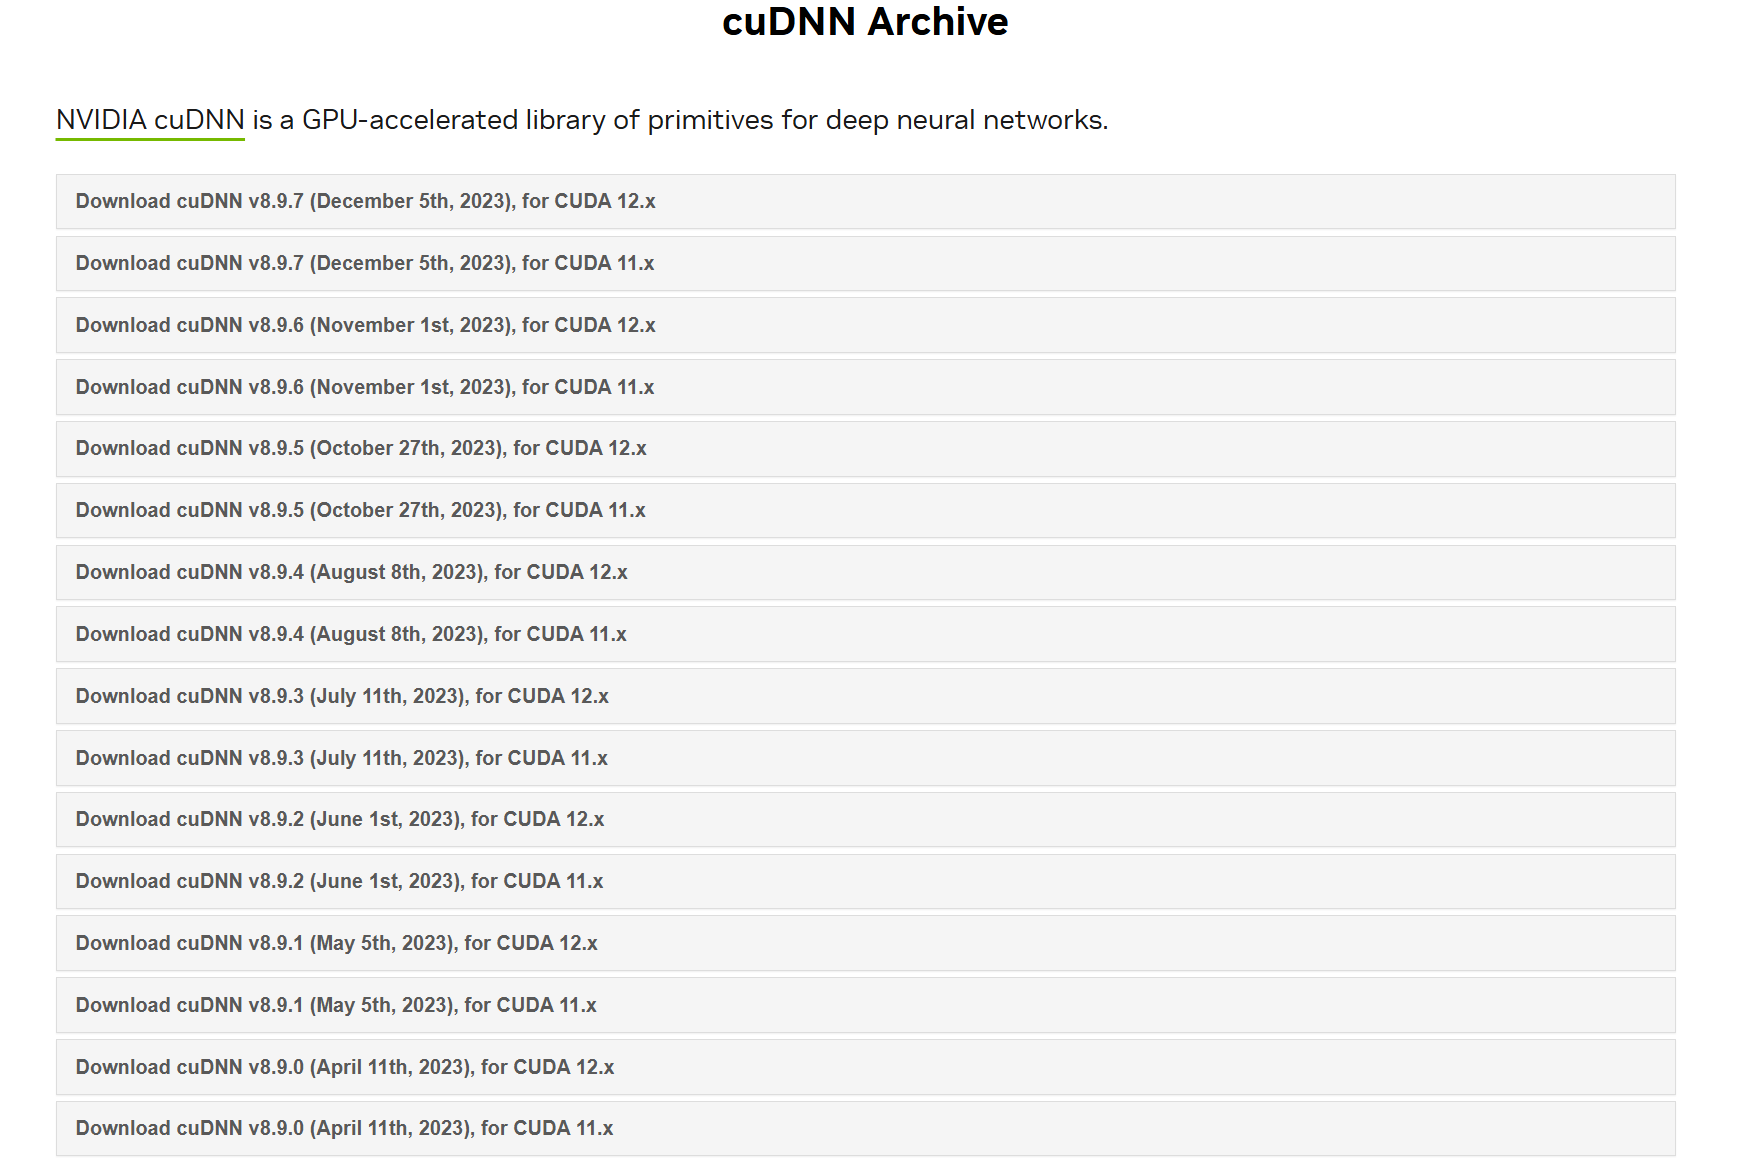 cuDNN Archive
NVIDIA cuDNN is a GPU-accelerated library of primitives for deep neural networks.
Download cuDNN v8.9.7 (December 5th, 2023), for CUDA 12.x
Download cuDNN v8.9.7 (December 5th, 2023), for CUDA 11.x
Download cuDNN v8.9.6 (November 1st, 2023), for CUDA 12.x
Download cuDNN v8.9.6 (November 1st, 2023), for CUDA 11.x
Download cuDNN v8.9.5 (October 27th, 2023), for CUDA 12.x
Download cuDNN v8.9.5 (October 27th, 2023), for CUDA 11.x
Download cuDNN v8.9.4 (August 8th, 2023), for CUDA 12.x
Download cuDNN v8.9.4 (August 8th, 2023), for CUDA 11.x
Download cuDNN v8.9.3 (July 11th, 2023), for CUDA 12.x
Download cuDNN v8.9.3 (July 11th, 2023), for CUDA 11.x
Download cuDNN v8.9.2 (June 1st, 2023), for CUDA 12.x
Download cuDNN v8.9.2 (June 1st, 2023), for CUDA 11.x
Download cuDNN v8.9.1 (May 5th, 2023), for CUDA 12.x
Download cuDNN v8.9.1 (May 5th, 2023), for CUDA 11.x
Download cuDNN v8.9.0 (April 11th, 2023), for CUDA 12.x
Download cuDNN v8.9.0 (April 11th, 2023), for CUDA 11.x